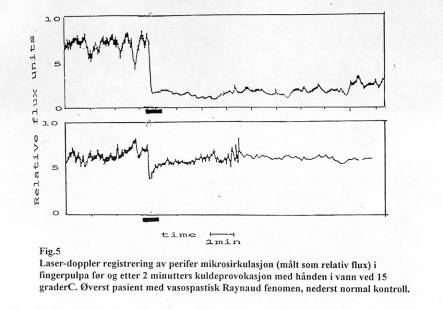 10
5
0
10
5
0
Relative flux units
time 2min
Fig.5
Laser-doppler registrering av perifer mikrosirkulasjon (målt som relativ flux) i
fingerpulpa før og etter 2 minutters kuldeprovokasjon med hånden i vann ved 15
graderC. Øverst pasient med vasospastisk Raynaud fenomen, nederst normal kontroll.